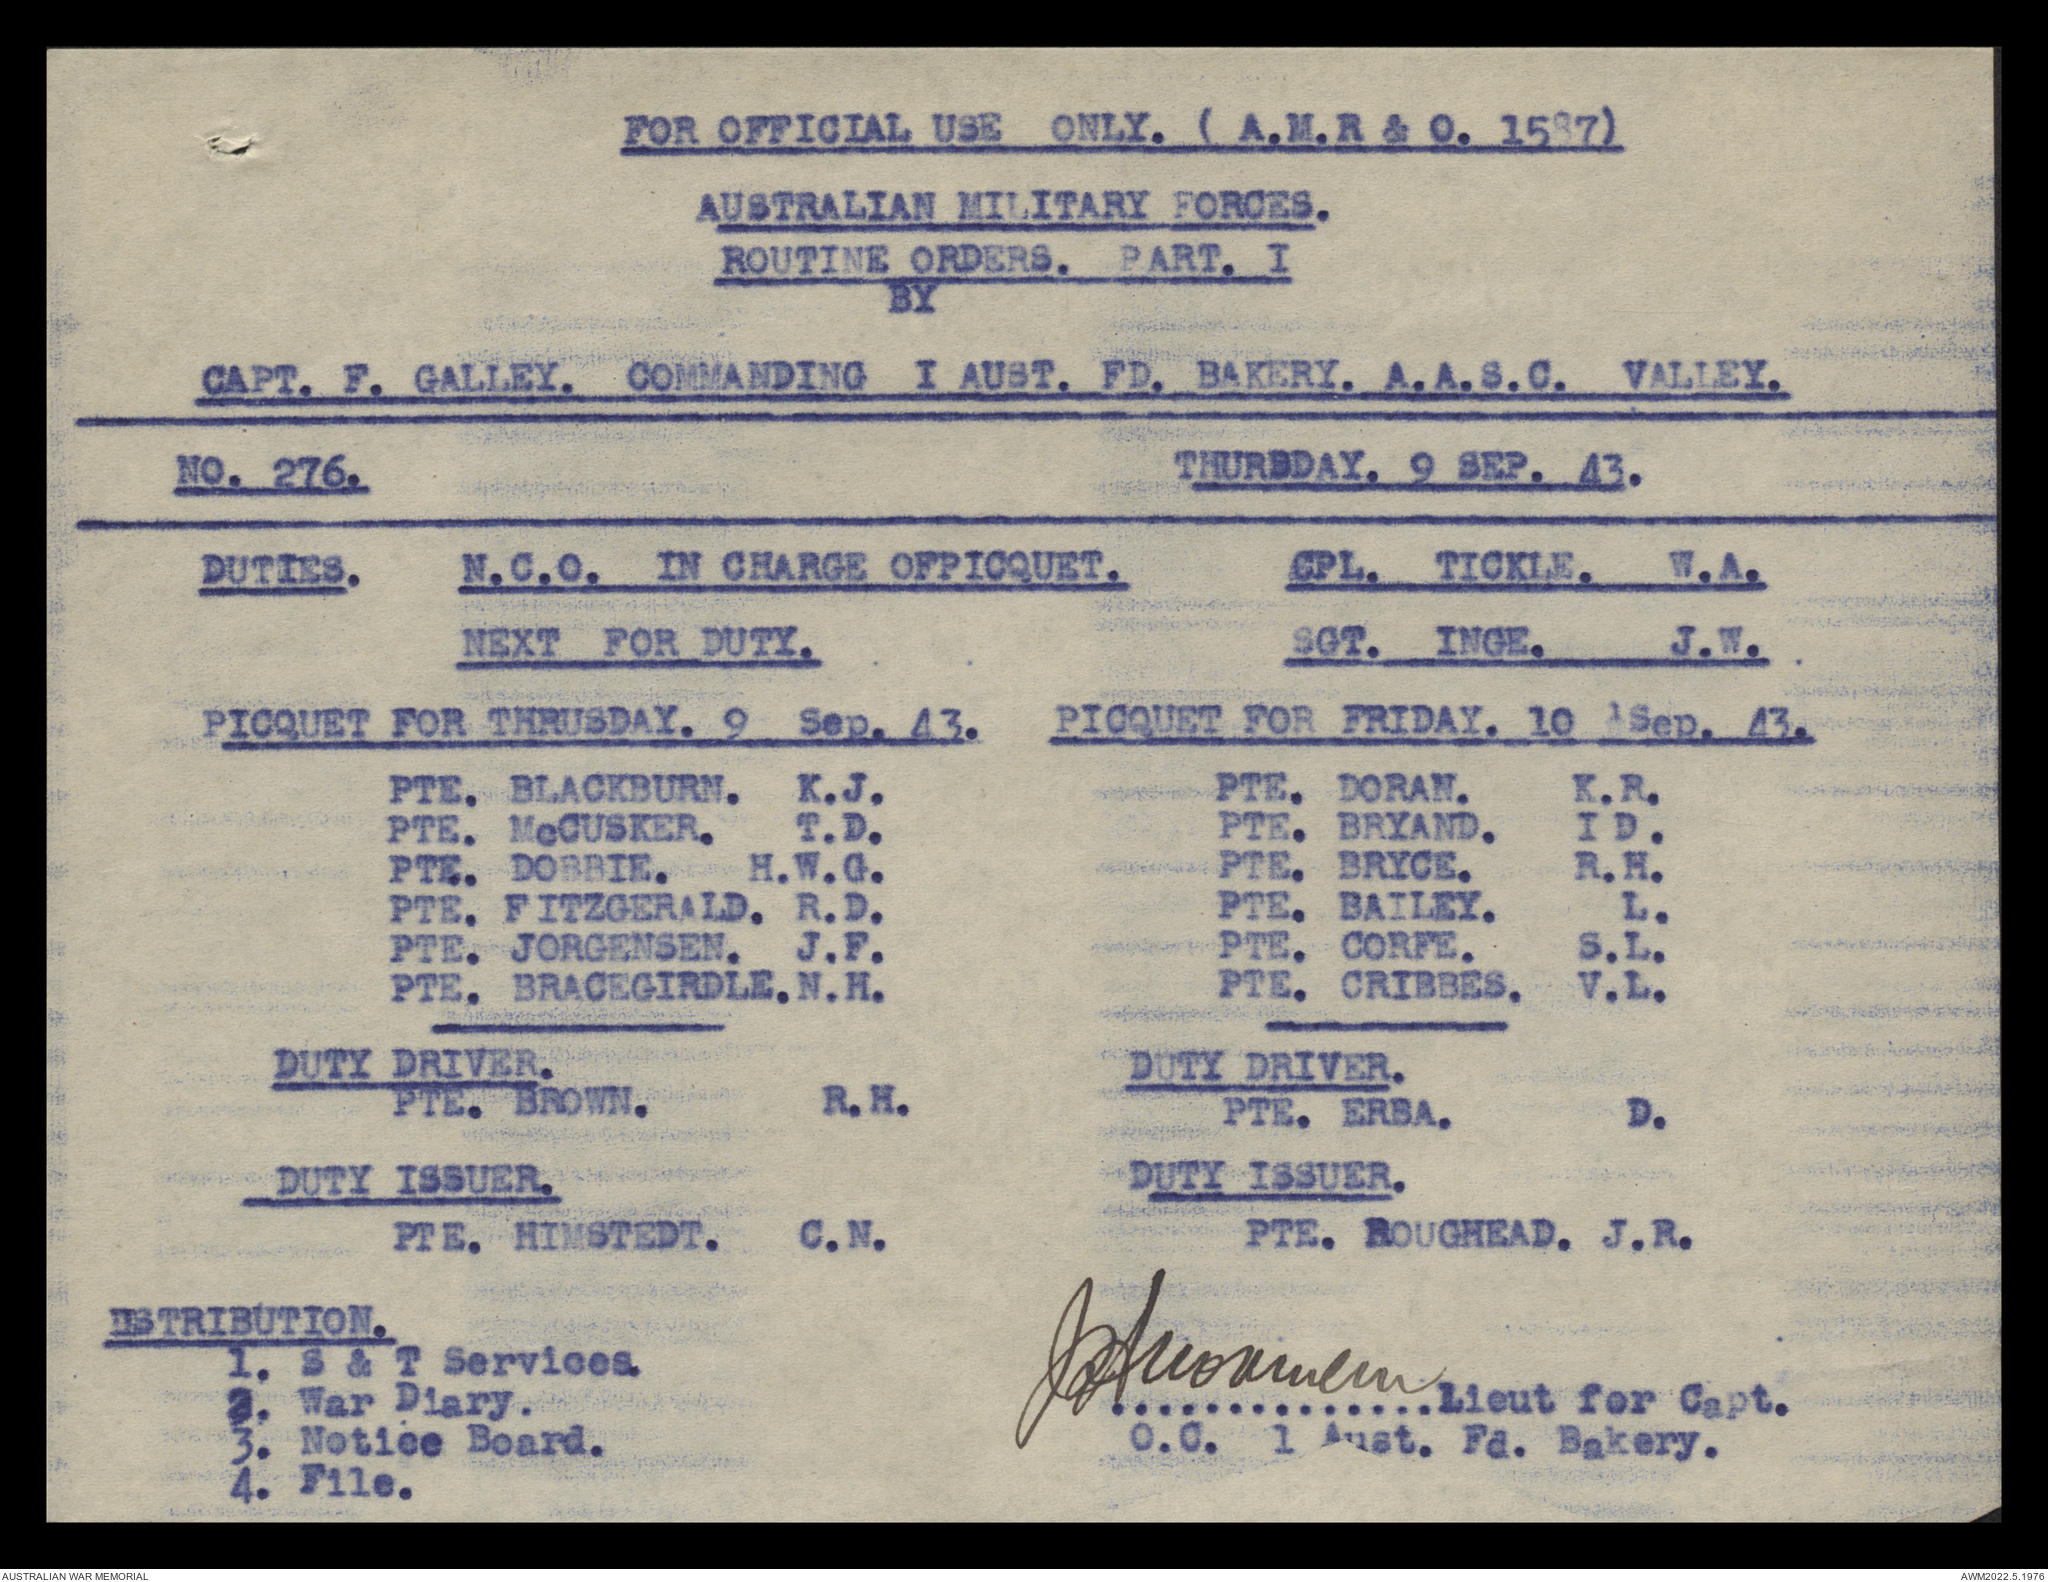 FOR OFFICIAL USE ONLY. ( A.M.R & O. 1587)
AUSTRALIAN MILITARY FORCES.
ROUTINE ORDERS. PART. I
BY
CAPT. F. GALLEY. COMMANDING I AUST. FD. BAKERY. A.A.S.C. VALLEY.
NO. 276. THURSDAY. 9 SEP. 43.
DUTIES. N.C.O. IN CHARGE OFPICQUET. CPL. TICKLE. W.A.
NEXT FOR DUTY. SGT. INGE. J.W.
PICQUET FOR THRUSDAY. 9 Sep. 43. PICQUET FOR FRIDAY. 10 Sep. 43.
PTE. BLACKBURN. K.J. PTE. DORAN. K.R.
PTE. McCUSKER. T.D. PTE. BRYAND. I D.
PTE. DOBBIE. H.W.G. PTE. BRYCE. R.H.
PTE. FITZGERALD. R.D. PTE. BAILEY. L.
PTE. JORGENSEN. J.F. PTE. CORFE. S.L.
PTE. BRACEGIRDLE.N.H. PTE. CRIBBES. V.L.
DUTY DRIVER. DUTY DRIVER.
PTE. BROWN. R.H. PTE. ERBA. D.
DUTY ISSUER. DUTY ISSUER.
PTE. HIMSTEDT. C.N. PTE. ROUGHEAD. J.R.
DISTRIBUTION.
1. S & T Services.
2. War Diary.
3. Notice Board.
4. File.
..............Lieut for Capt.
O.C. 1 Aust. Fd. Bakery.
AUSTRALIAN WAR MEMORIAL AWM2022.5.1976